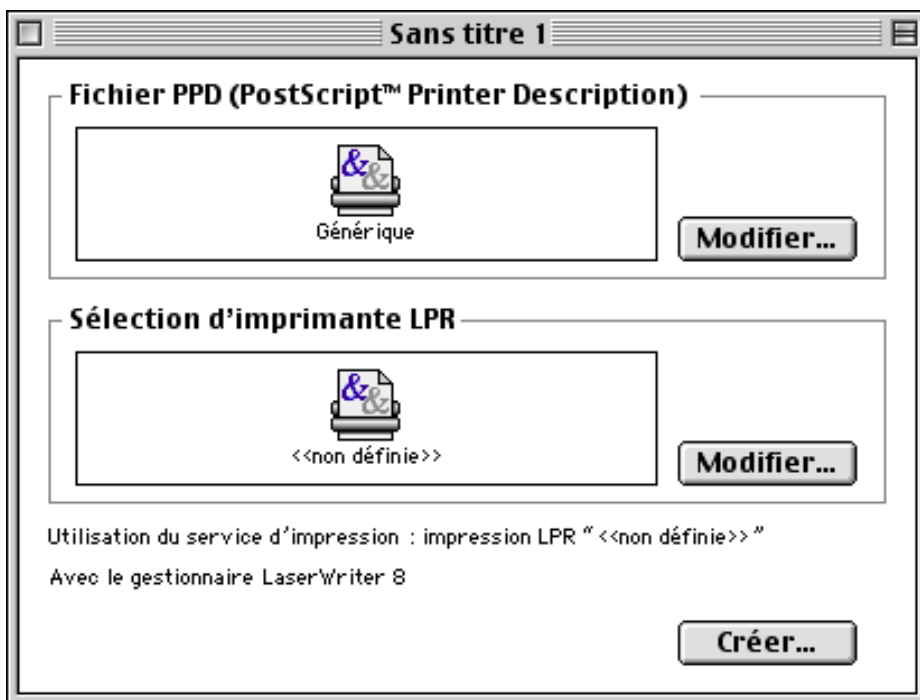 Sans titre 1
Fichier PPD (PostScript™ Printer Description)
Générique
Modifier...
Sélection d'imprimante LPR
<<non définie>>
Modifier...
Utilisation du service d'impression : impression LPR "<<non définie>>"
Avec le gestionnaire LaserWriter 8
Créer...